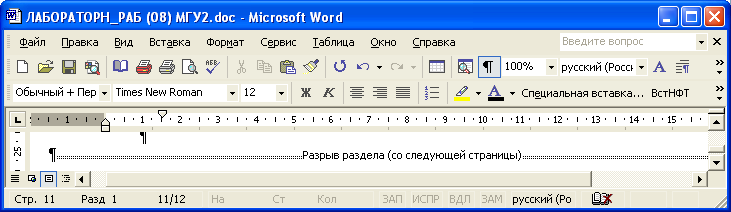 ЛАБОРАТОРН_РАБ (08) МГУ2.doc - Microsoft Word
Файл Правка Вид Вставка Формат Сервис Таблица Окно Справка Введите вопрос
¶ 100% русский (Росси
Обычный + Пер Times New Roman 12 Ж К А Специальная вставка... ВстНФТ
1 1 2 3 4 5 6 7 8 9 10 11 12 13 14 15
¶
25 ¶ Разрыв раздела (со следующей страницы)
Стр. 11 Разд 1 11/12 На Ст Кол ЗАП ИСПР ВДЛ ЗАМ русский (Ро